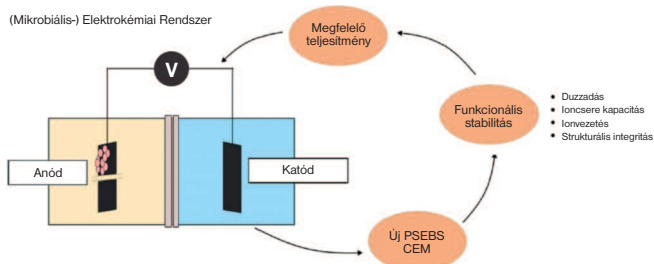 (Mikrobiális-) Elektrokémiai Rendszer
Megfelelő
teljesítmény
V
Funkcionális
stabilitás
• Duzzadás
• Ioncsere kapacitás
• Ionvezetés
• Strukturális integritás
Anód
Katód
Új PSEBS
CEM